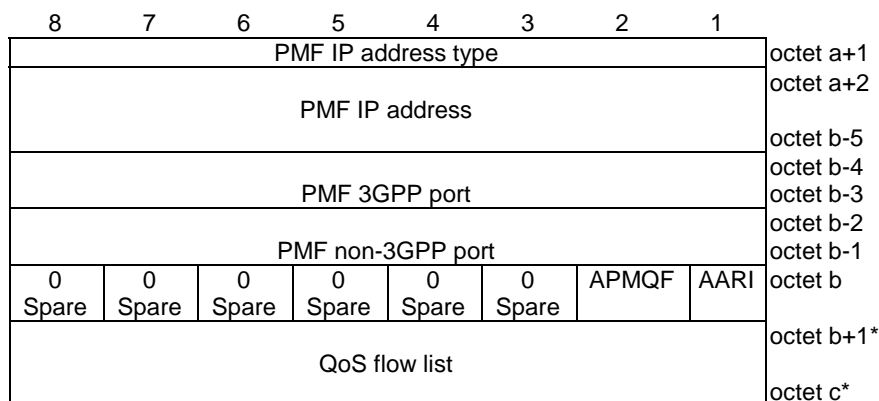 8 7 6 5 4 3 2 1
PMF IP address type octet a+1
octet a+2
PMF IP address
octet b-5
octet b-4
PMF 3GPP port octet b-3
octet b-2
PMF non-3GPP port octet b-1
0 0 0 0 0 0 APMQF AARI octet b
Spare Spare Spare Spare Spare Spare
octet b+1*
QoS flow list
octet c*